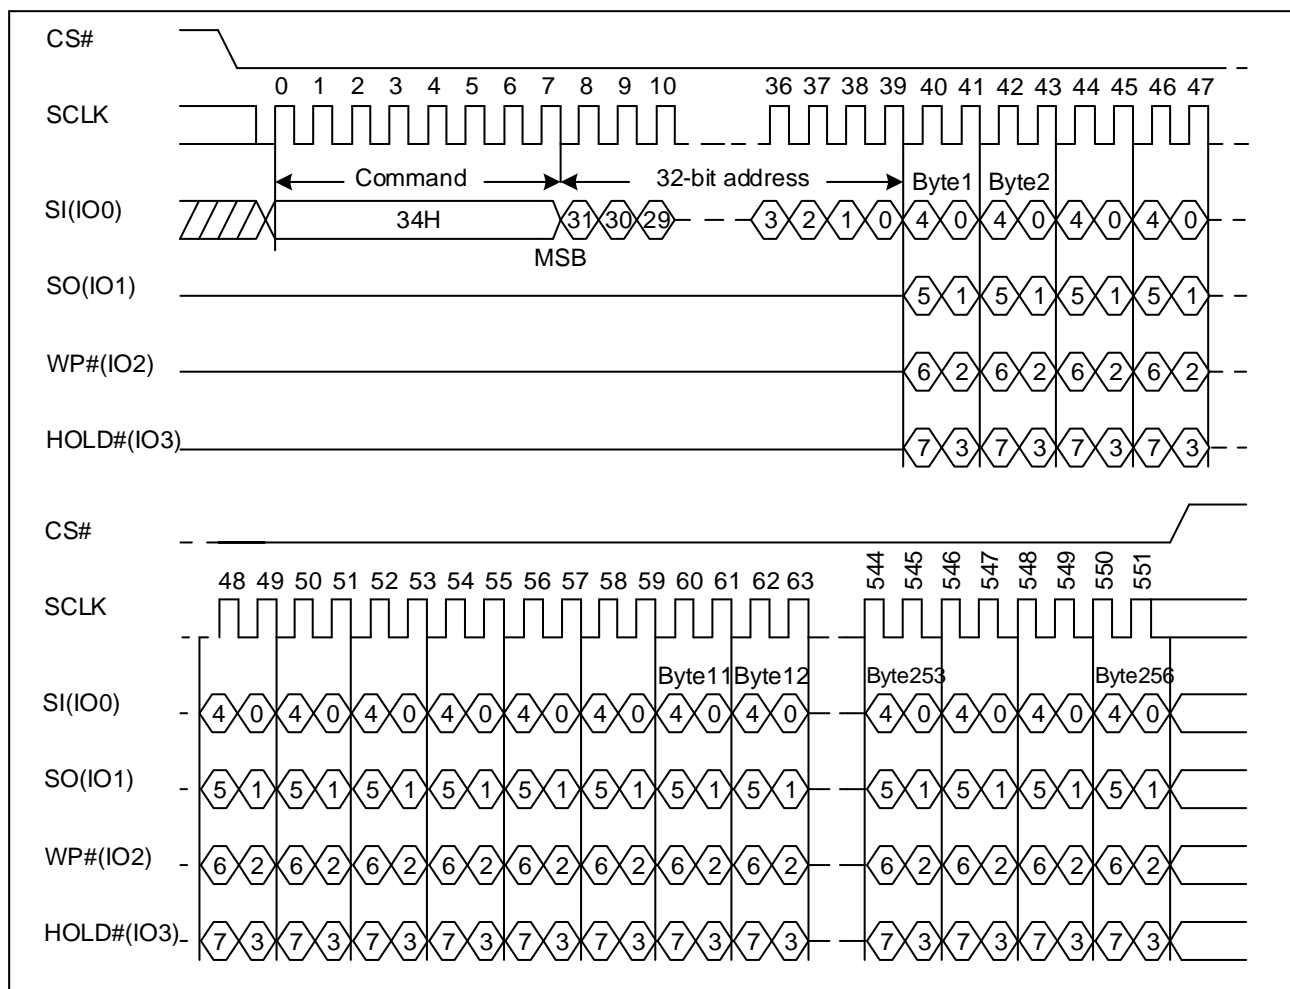 CS#
0 1 2 3 4 5 6 7 8 9 10 36 37 38 39 40 41 42 43 44 45 46 47
SCLK
Command 32-bit address Byte1 Byte2
SI(IO0) 34H 31 30 29 3 2 1 0 4 0 4 0 4 0 4 0
MSB
SO(IO1) 5 1 5 1 5 1 5 1
WP#(IO2) 6 2 6 2 6 2 6 2
HOLD#(IO3) 7 3 7 3 7 3 7 3
CS#
48 49 50 51 52 53 54 55 56 57 58 59 60 61 62 63 544 545 546 547 548 549 550 551
SCLK
Byte11 Byte12 Byte253 Byte256
SI(IO0) 4 0 4 0 4 0 4 0 4 0 4 0 4 0 4 0 4 0 4 0 4 0 4 0
SO(IO1) 5 1 5 1 5 1 5 1 5 1 5 1 5 1 5 1 5 1 5 1 5 1 5 1
WP#(IO2) 6 2 6 2 6 2 6 2 6 2 6 2 6 2 6 2 6 2 6 2 6 2 6 2
HOLD#(IO3) 7 3 7 3 7 3 7 3 7 3 7 3 7 3 7 3 7 3 7 3 7 3 7 3